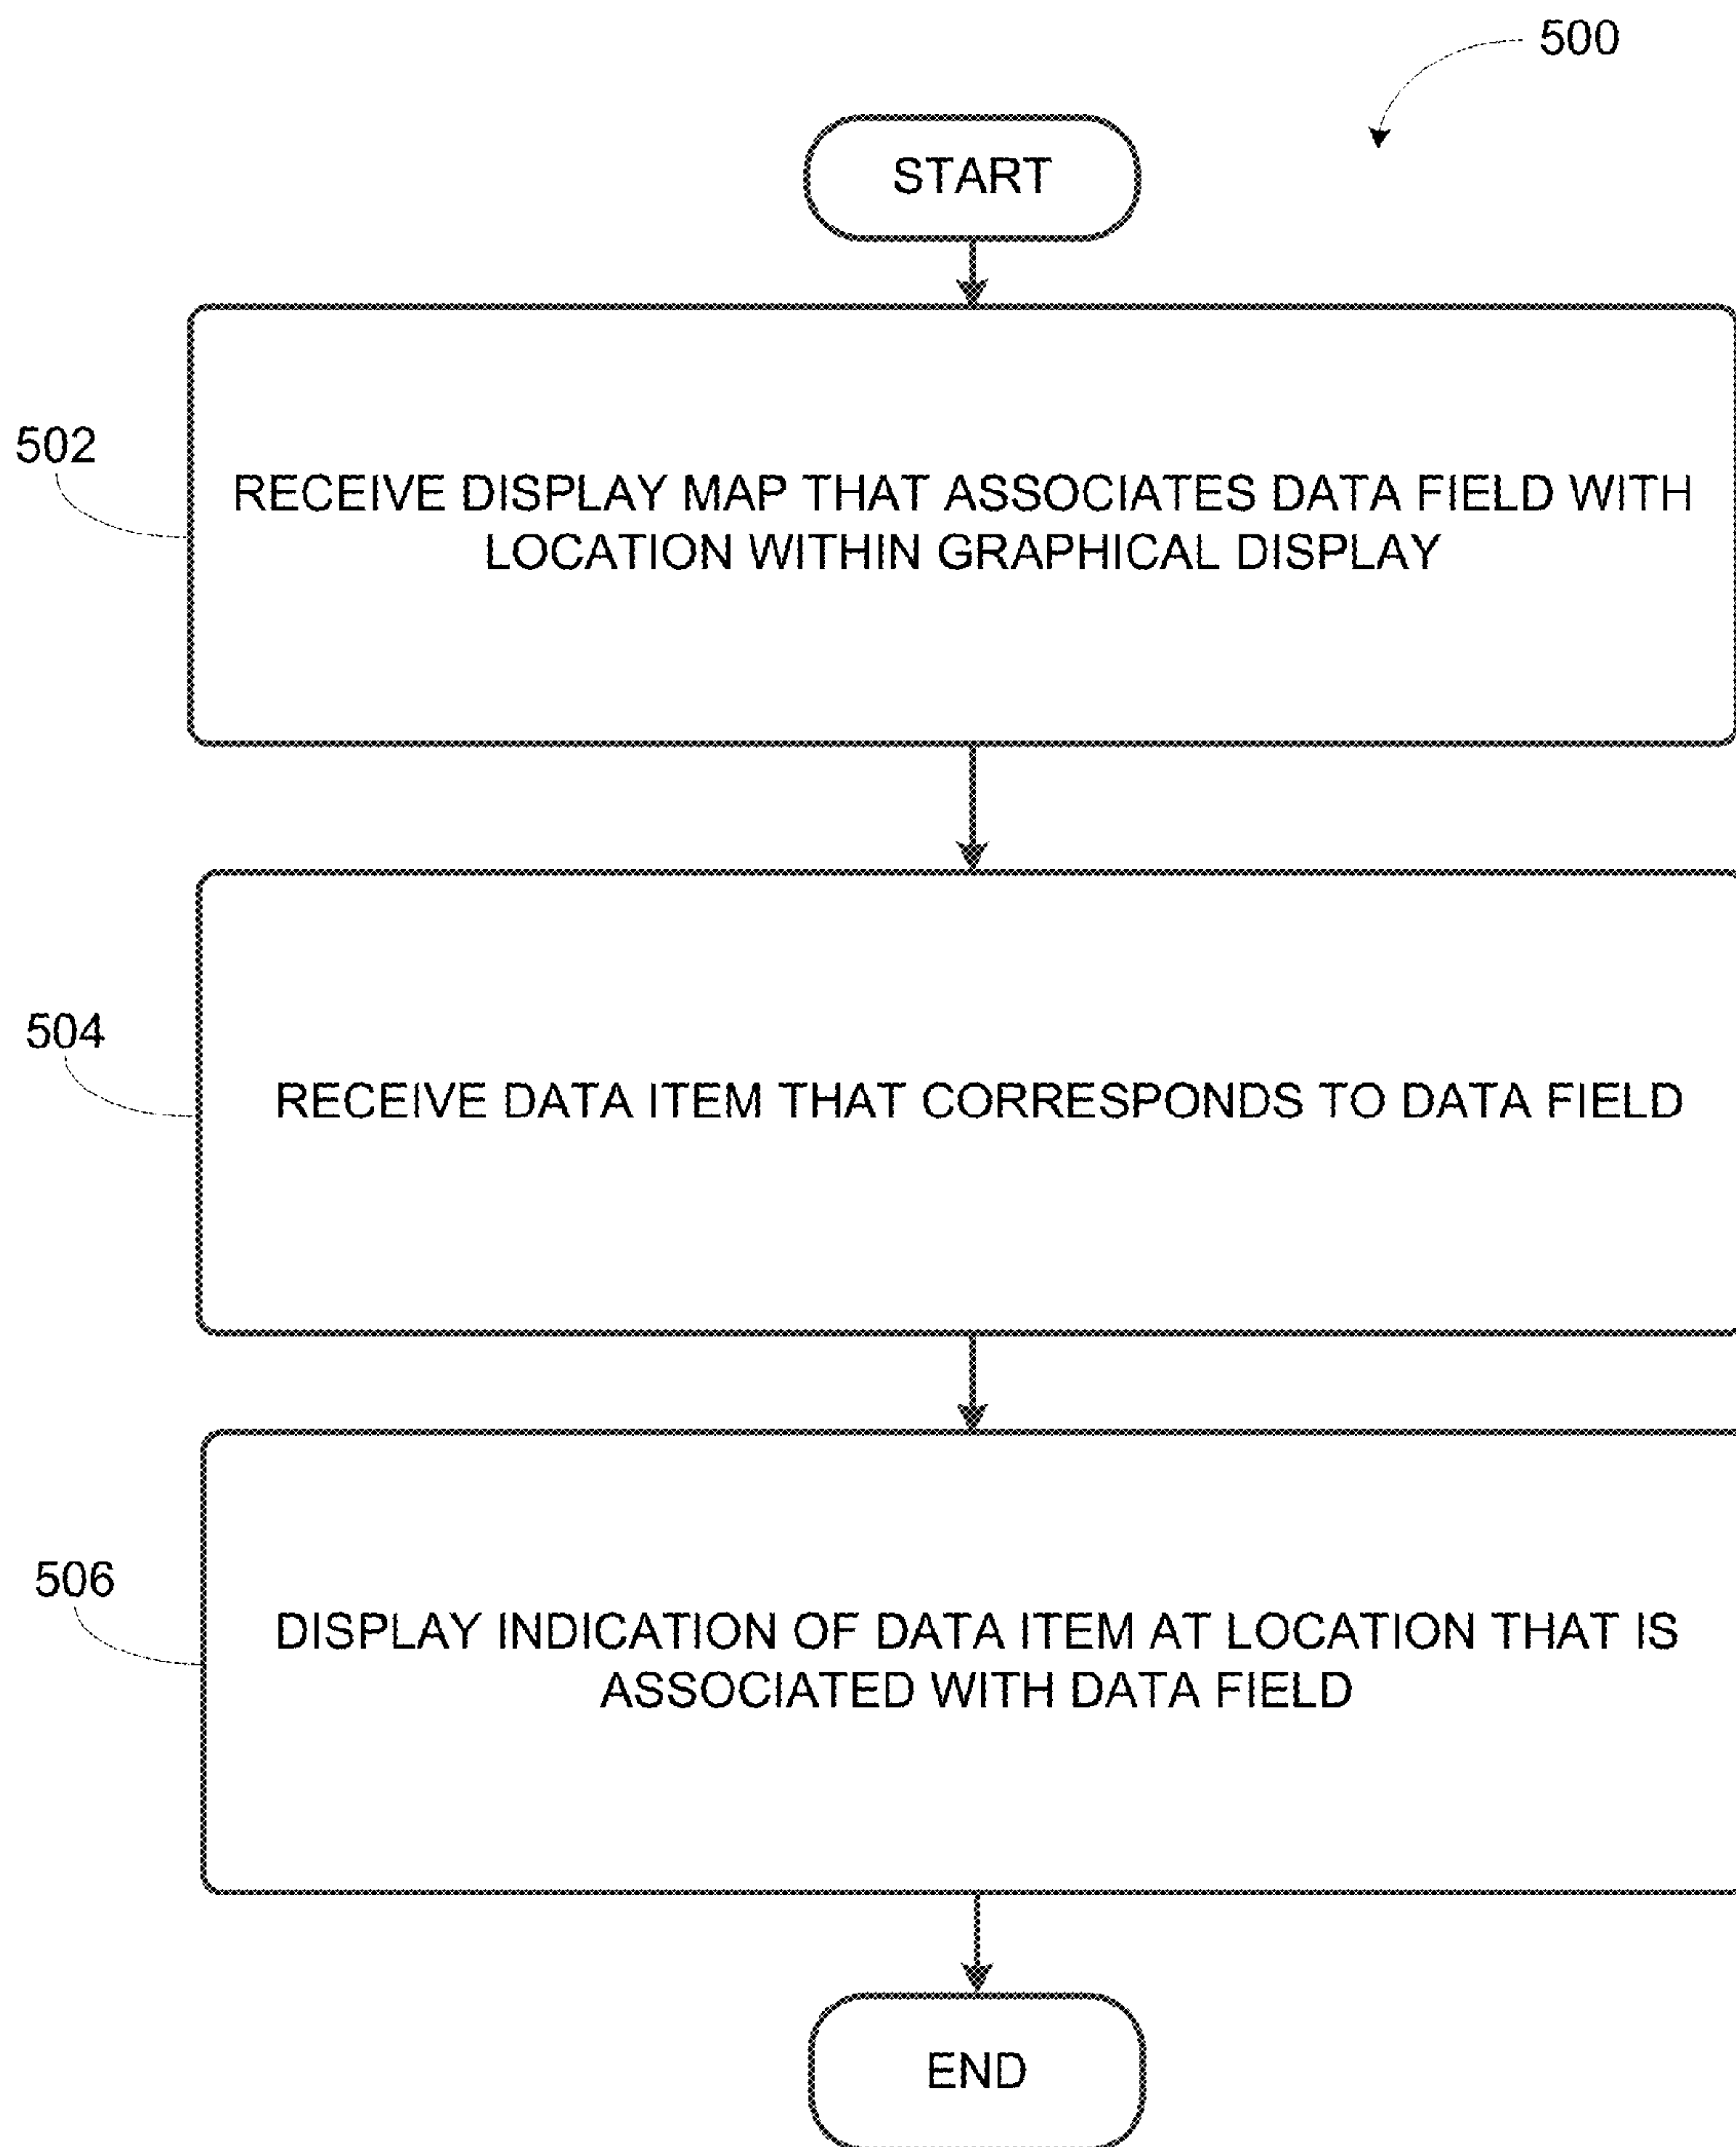 500
START
502
RECEIVE DISPLAY MAP THAT ASSOCIATES DATA FIELD WITH
LOCATION WITHIN GRAPHICAL DISPLAY
504
RECEIVE DATA ITEM THAT CORRESPONDS TO DATA FIELD
506
DISPLAY INDICATION OF DATA ITEM AT LOCATION THAT IS
ASSOCIATED WITH DATA FIELD
END